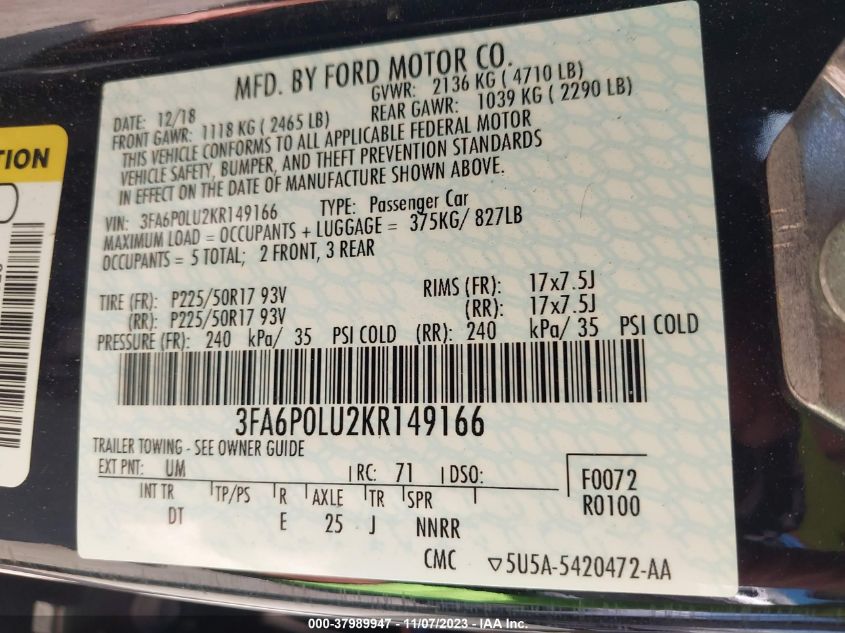 MFD. BY FORD MOTOR CO.
DATE: 12/18 GVWR: 2136 KG ( 4710 LB)
FRONT GAWR: 1118 KG ( 2465 LB) REAR GAWR: 1039 KG ( 2290 LB)
THIS VEHICLE CONFORMS TO ALL APPLICABLE FEDERAL MOTOR
VEHICLE SAFETY, BUMPER, AND THEFT PREVENTION STANDARDS
IN EFFECT ON THE DATE OF MANUFACTURE SHOWN ABOVE.
VIN: 3FA6P0LU2KR149166 TYPE: Passenger Car
MAXIMUM LOAD = OCCUPANTS + LUGGAGE = 375KG/ 827LB
OCCUPANTS = 5 TOTAL; 2 FRONT, 3 REAR
TIRE (FR): P225/50R17 93V RIMS (FR): 17x7.5J
(RR): P225/50R17 93V (RR): 17x7.5J
PRESSURE (FR): 240 kPa/ 35 PSI COLD (RR): 240 kPa/ 35 PSI COLD
3FA6P0LU2KR149166
TRAILER TOWING - SEE OWNER GUIDE
EXT PNT: UM RC: 71 DSO: F0072
R0100
INT TR TP/PS R AXLE TR SPR
DT E 25 J NNRR
CMC ▽5U5A-5420472-AA
000-37989947 - 11/07/2023 - IAA Inc.